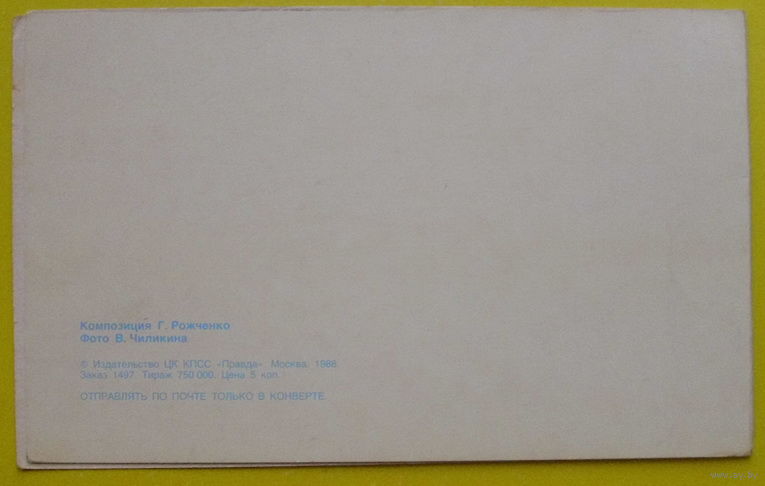 Композиция Г. Рожченко
Фото В. Чиликина
© Издательство ЦК КПСС «Правда». Москва. 1988.
Заказ 1497. Тираж 750 000. Цена 5 коп.
ОТПРАВЛЯТЬ ПО ПОЧТЕ ТОЛЬКО В КОНВЕРТЕ.